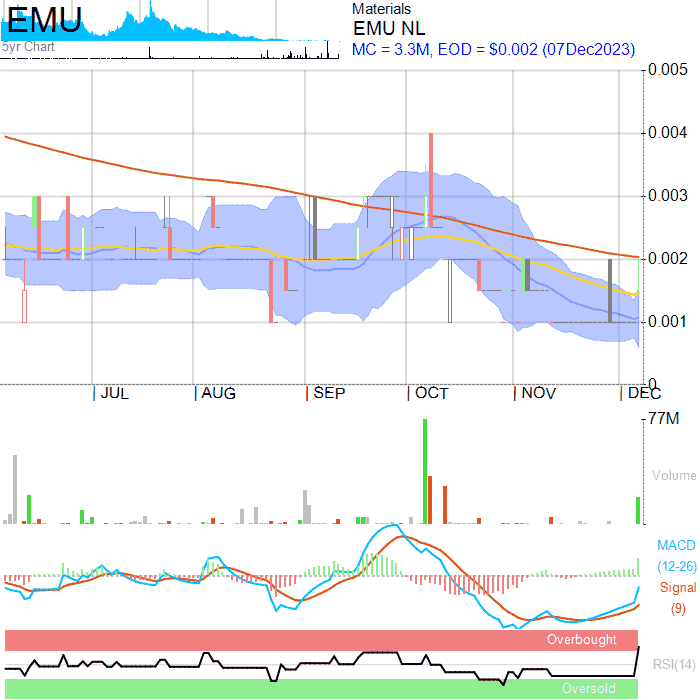 EMU
5yr Chart
Materials
EMU NL
MC = 3.3M, EOD = $0.002 (07Dec2023)
0.005
0.004
0.003
0.002
0.001
0
JUL AUG SEP OCT NOV DEC
77M
Volume
MACD
(12-26)
Signal
(9)
Overbought
RSI(14)
Oversold